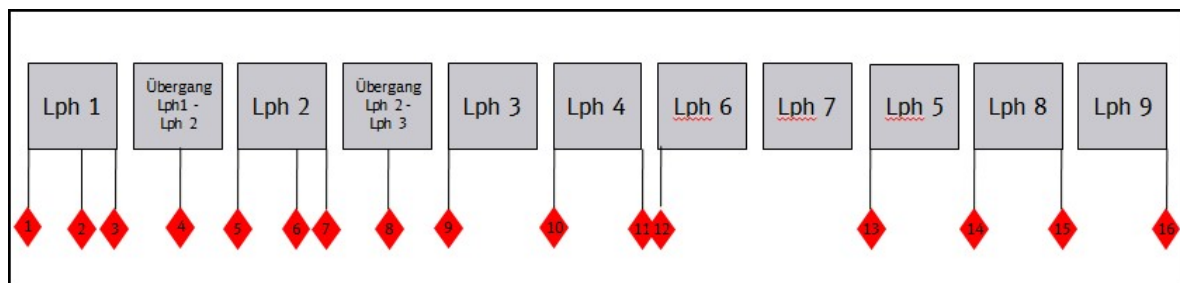 Lph 1
Übergang
Lph1 -
Lph 2
Lph 2
Übergang
Lph 2 -
Lph 3
Lph 3
Lph 4
Lph 6
Lph 7
Lph 5
Lph 8
Lph 9
1
2
3
4
5
6
7
8
9
10
11
12
13
14
15
16